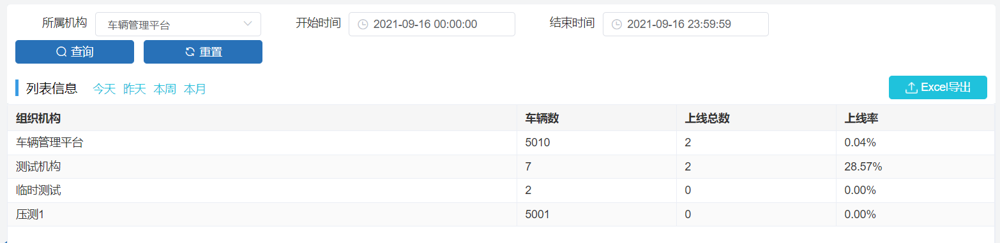 所属机构 车辆管理平台 开始时间 2021-09-16 00:00:00 结束时间 2021-09-16 23:59:59
查询 重置
列表信息 今天 昨天 本周 本月 Excel导出
组织机构 车辆数 上线总数 上线率
车辆管理平台 5010 2 0.04%
测试机构 7 2 28.57%
临时测试 2 0 0.00%
压测1 5001 0 0.00%